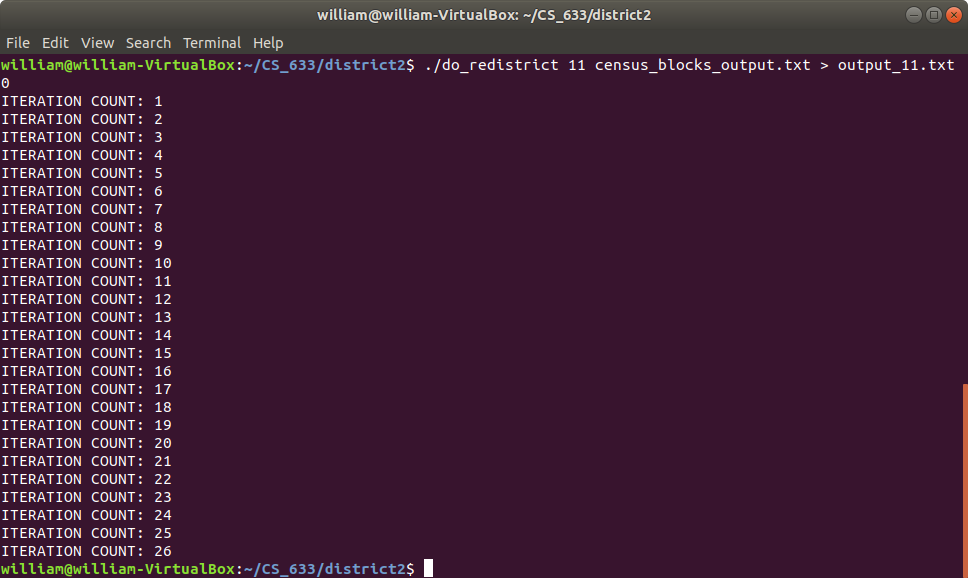 william@william-VirtualBox: ~/CS_633/district2
File Edit View Search Terminal Help
william@william-VirtualBox:~/CS_633/district2$ ./do_redistrict 11 census_blocks_output.txt > output_11.txt
0
ITERATION COUNT: 1
ITERATION COUNT: 2
ITERATION COUNT: 3
ITERATION COUNT: 4
ITERATION COUNT: 5
ITERATION COUNT: 6
ITERATION COUNT: 7
ITERATION COUNT: 8
ITERATION COUNT: 9
ITERATION COUNT: 10
ITERATION COUNT: 11
ITERATION COUNT: 12
ITERATION COUNT: 13
ITERATION COUNT: 14
ITERATION COUNT: 15
ITERATION COUNT: 16
ITERATION COUNT: 17
ITERATION COUNT: 18
ITERATION COUNT: 19
ITERATION COUNT: 20
ITERATION COUNT: 21
ITERATION COUNT: 22
ITERATION COUNT: 23
ITERATION COUNT: 24
ITERATION COUNT: 25
ITERATION COUNT: 26
william@william-VirtualBox:~/CS_633/district2$